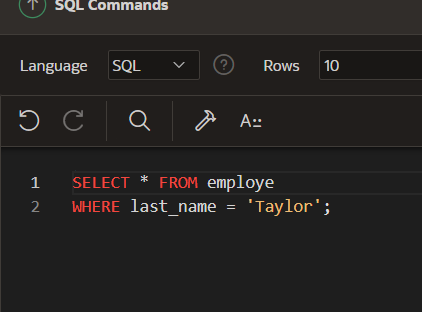 SQL Commands
Language SQL Rows 10
A::
1 SELECT * FROM employe
2 WHERE last_name = 'Taylor';